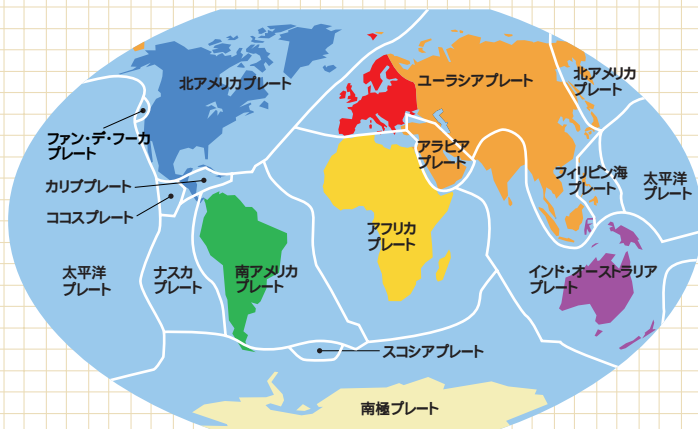 北アメリカプレート
ユーラシアプレート
北アメリカ
プレート
ファン・デ・フーカ
プレート
アラビア
プレート
カリブプレート
フィリピン海
プレート
太平洋
プレート
ココスプレート
アフリカ
プレート
太平洋
プレート
ナスカ
プレート
南アメリカ
プレート
インド・オーストラリア
プレート
スコシアプレート
南極プレート